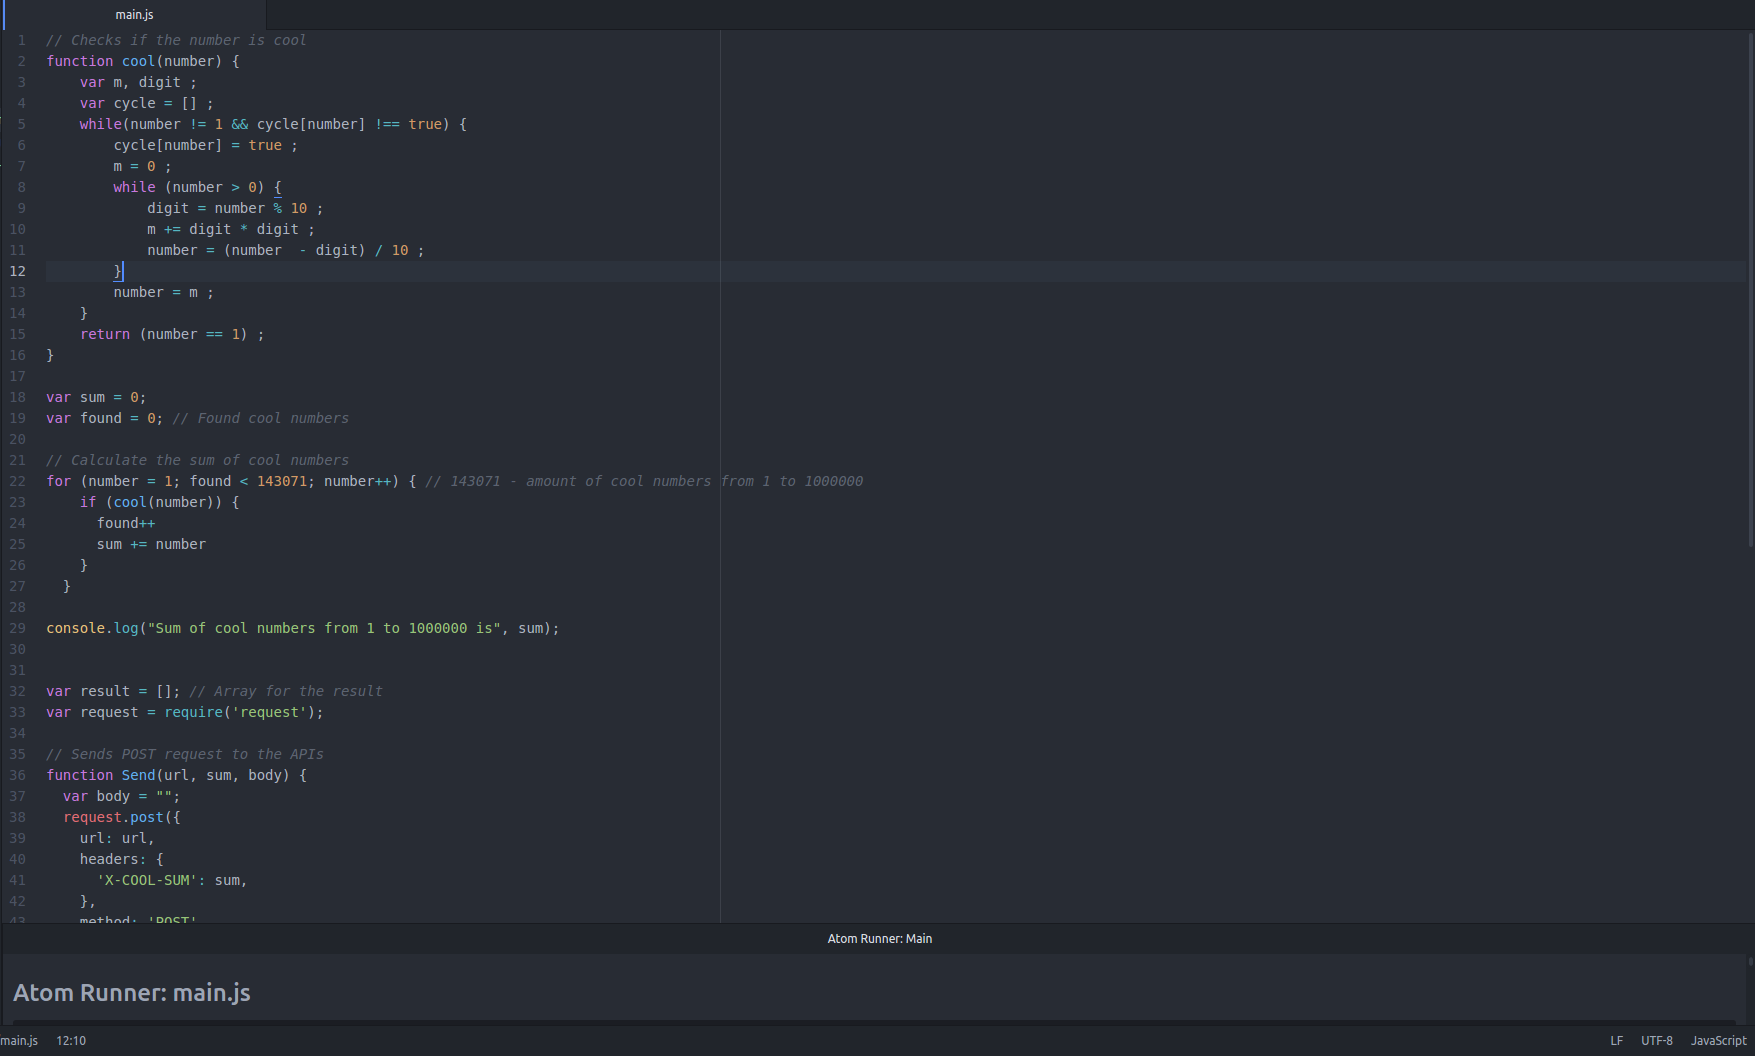 main.js
1 // Checks if the number is cool
2 function cool(number) {
3     var m, digit ;
4     var cycle = [] ;
5     while(number != 1 && cycle[number] !== true) {
6         cycle[number] = true ;
7         m = 0 ;
8         while (number > 0) {
9             digit = number % 10 ;
10             m += digit * digit ;
11             number = (number  - digit) / 10 ;
12         }
13         number = m ;
14     }
15     return (number == 1) ;
16 }
17
18 var sum = 0;
19 var found = 0; // Found cool numbers
20
21 // Calculate the sum of cool numbers
22 for (number = 1; found < 143071; number++) { // 143071 - amount of cool numbers from 1 to 1000000
23     if (cool(number)) {
24       found++
25       sum += number
26     }
27   }
28
29 console.log("Sum of cool numbers from 1 to 1000000 is", sum);
30
31
32 var result = []; // Array for the result
33 var request = require('request');
34
35 // Sends POST request to the APIs
36 function Send(url, sum, body) {
37   var body = "";
38   request.post({
39     url: url,
40     headers: {
41       'X-COOL-SUM': sum,
42     },
43     method: 'POST'
Atom Runner: Main
Atom Runner: main.js
main.js 12:10 LF UTF-8 JavaScript